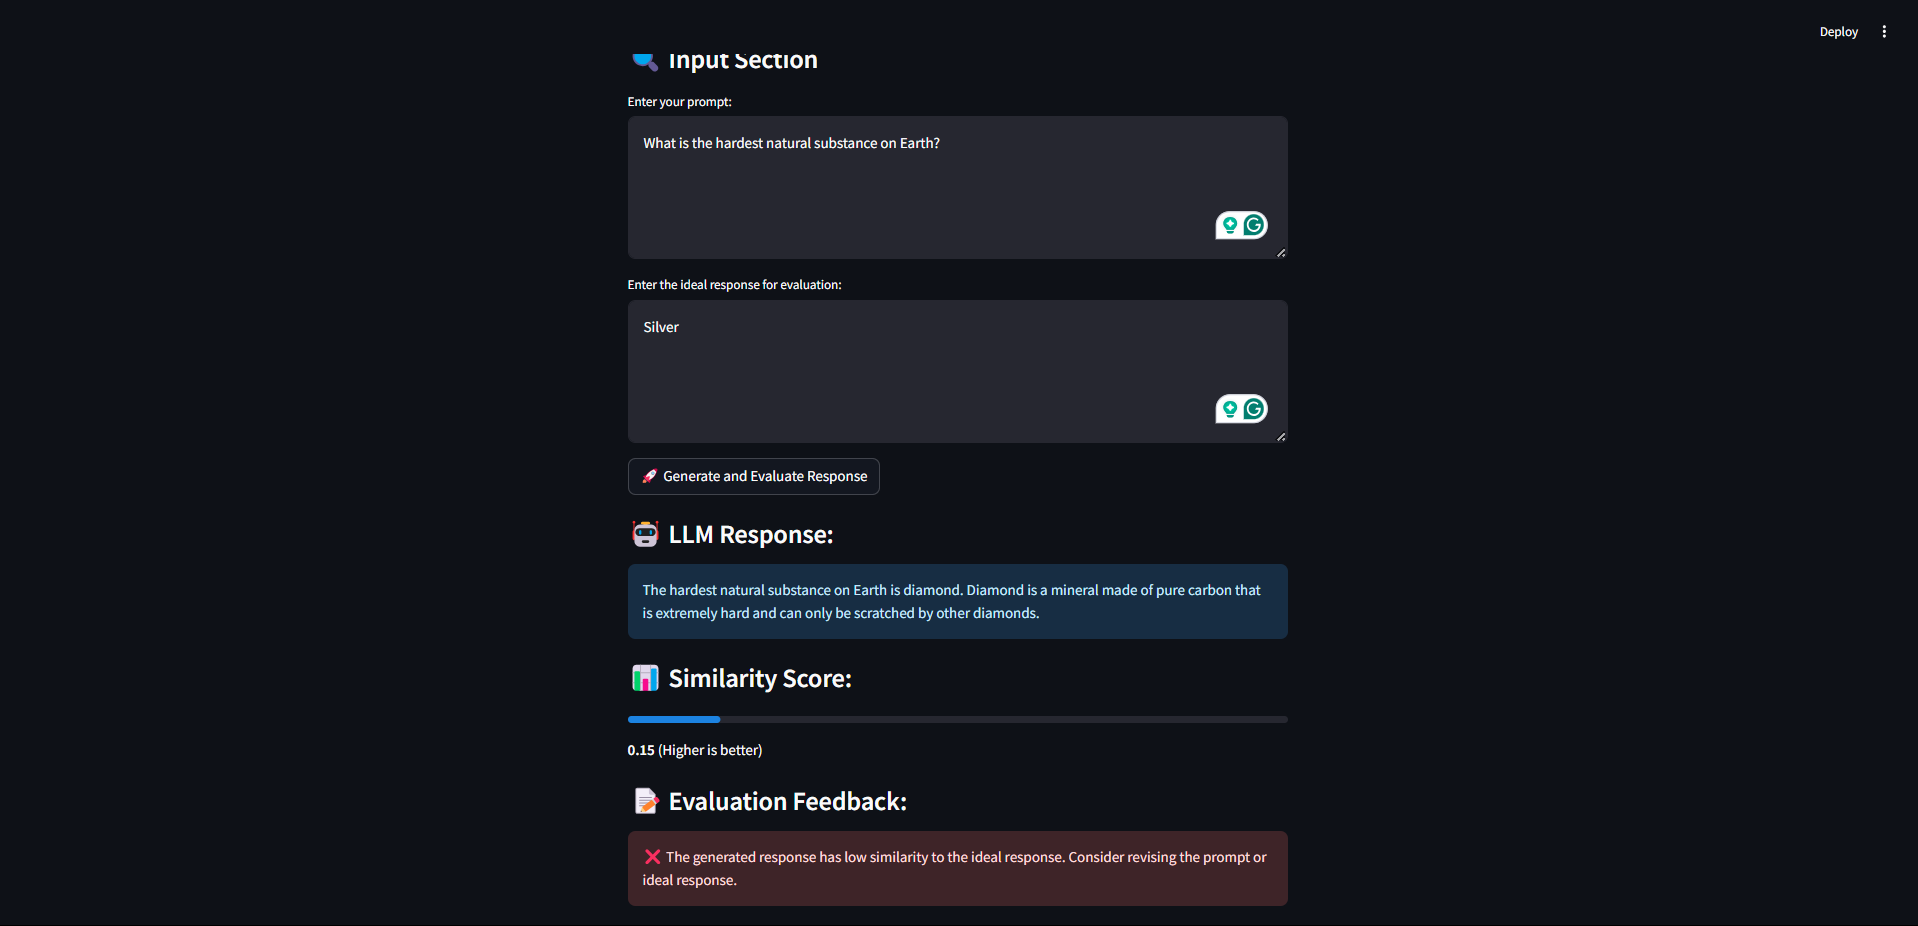 Deploy
Input Section
Enter your prompt:
What is the hardest natural substance on Earth?
Enter the ideal response for evaluation:
Silver
🚀 Generate and Evaluate Response
🤖 LLM Response:
The hardest natural substance on Earth is diamond. Diamond is a mineral made of pure carbon that
is extremely hard and can only be scratched by other diamonds.
📊 Similarity Score:
0.15 (Higher is better)
📝 Evaluation Feedback:
❌ The generated response has low similarity to the ideal response. Consider revising the prompt or
ideal response.